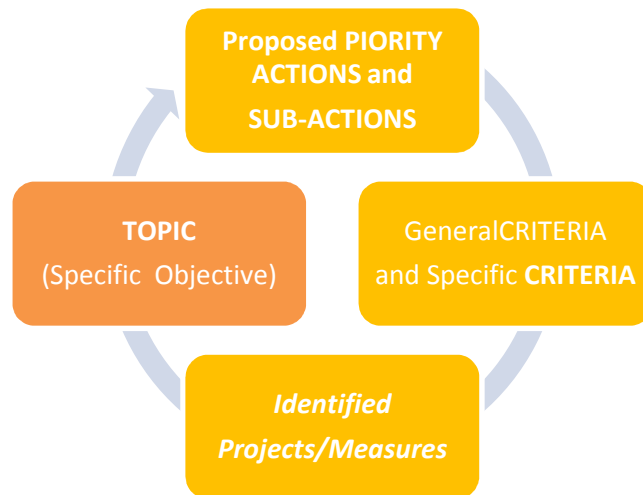 Proposed PIORITY
ACTIONS and
SUB-ACTIONS
TOPIC
(Specific Objective)
GeneralCRITERIA
and Specific CRITERIA
Identified
Projects/Measures